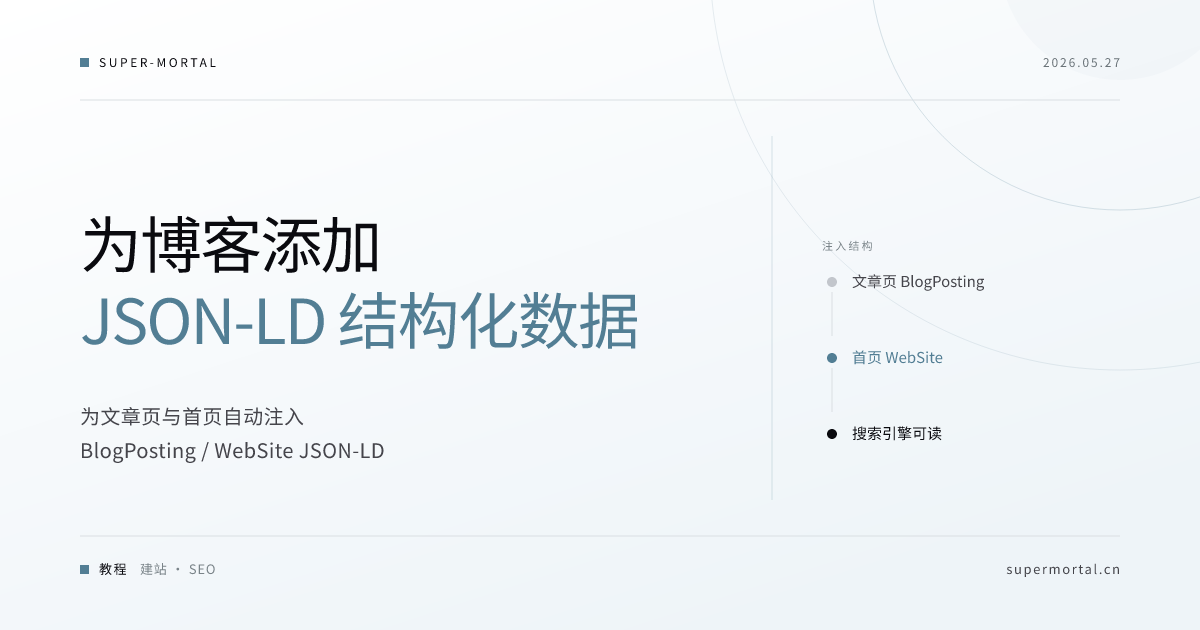 SUPER-MORTAL
2026.05.27
为博客添加
JSON-LD 结构化数据
为文章页与首页自动注入
BlogPosting / WebSite JSON-LD
注入结构
文章页 BlogPosting
首页 WebSite
搜索引擎可读
教程 建站 · SEO
supermortal.cn